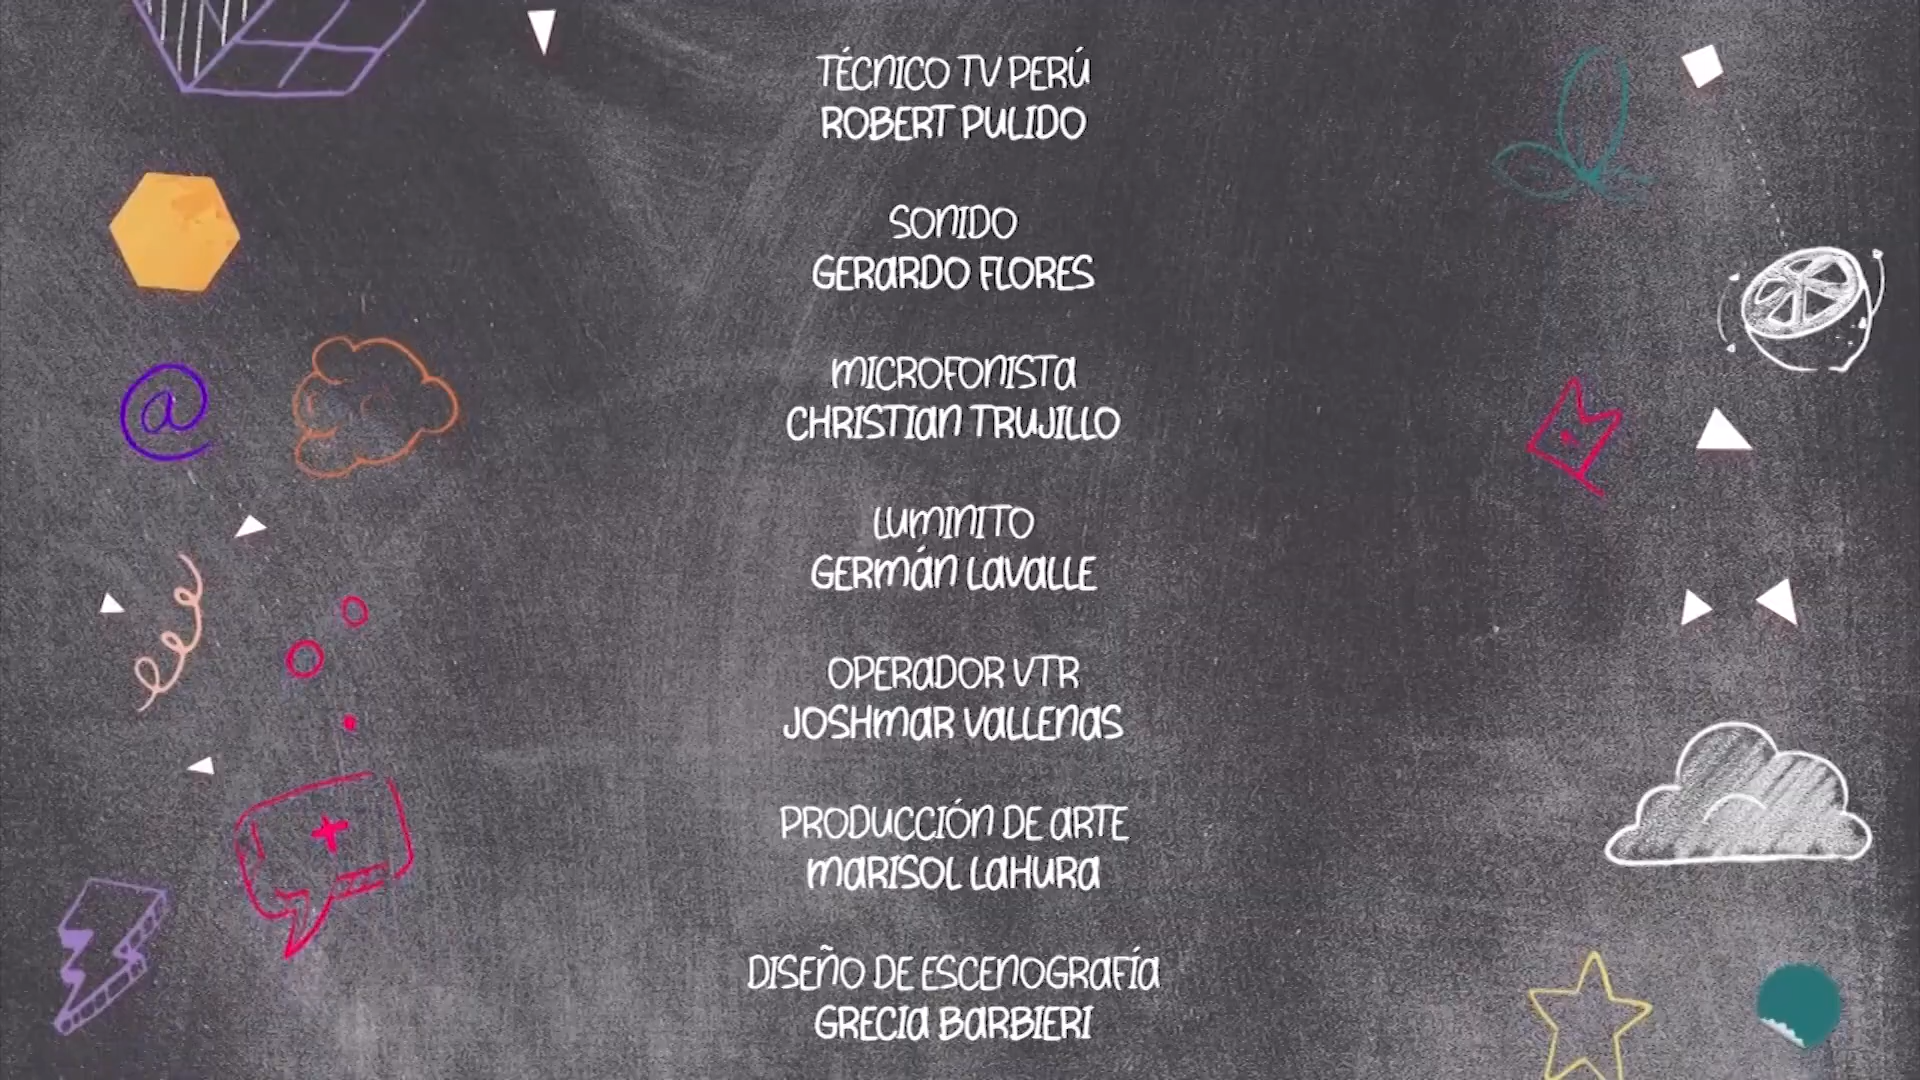 TÉCNICO TV PERÚ
ROBERT PULIDO
SONIDO
GERARDO FLORES
MICROFONISTA
CHRISTIAN TRUJILLO
LUMINITO
GERMÁN LAVALLE
OPERADOR VTR
JOSHMAR VALLENAS
PRODUCCIÓN DE ARTE
MARISOL LAHURA
DISEÑO DE ESCENOGRAFÍA
GRECIA BARBIERI
@